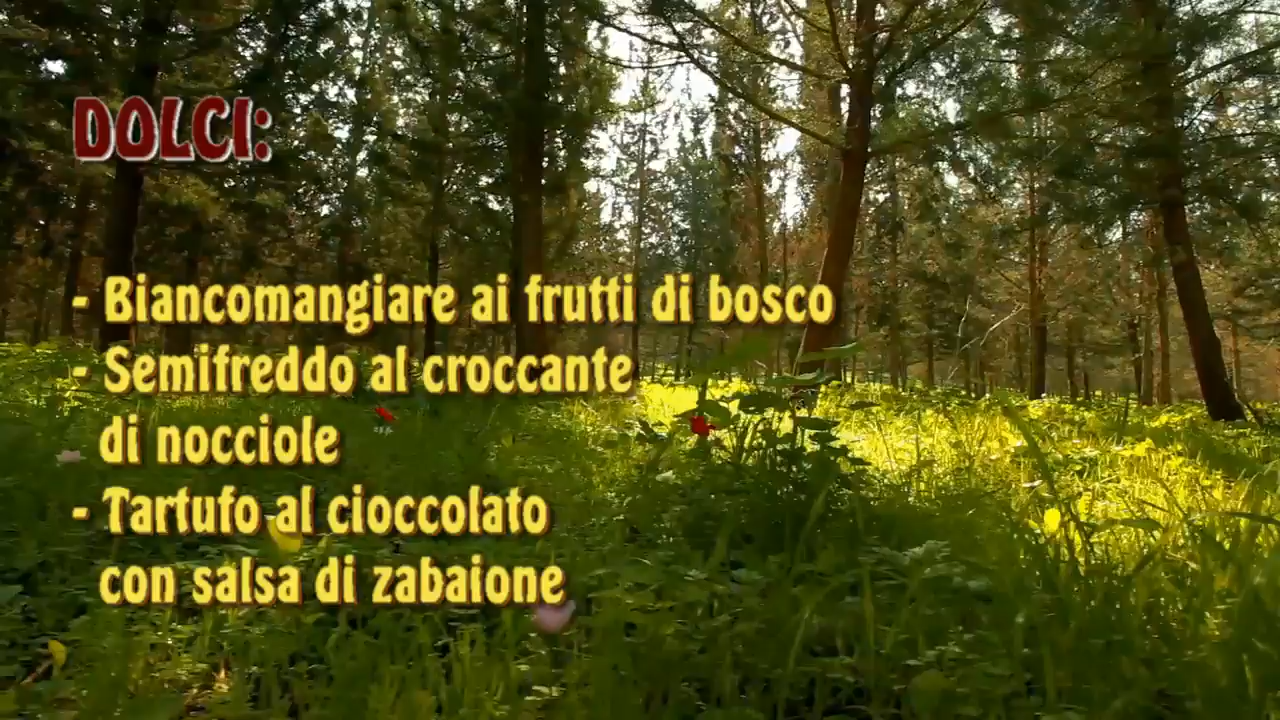 DOLCI:
- Biancomangiare ai frutti di bosco
- Semifreddo al croccante
di nocciole
- Tartufo al cioccolato
con salsa di zabaione